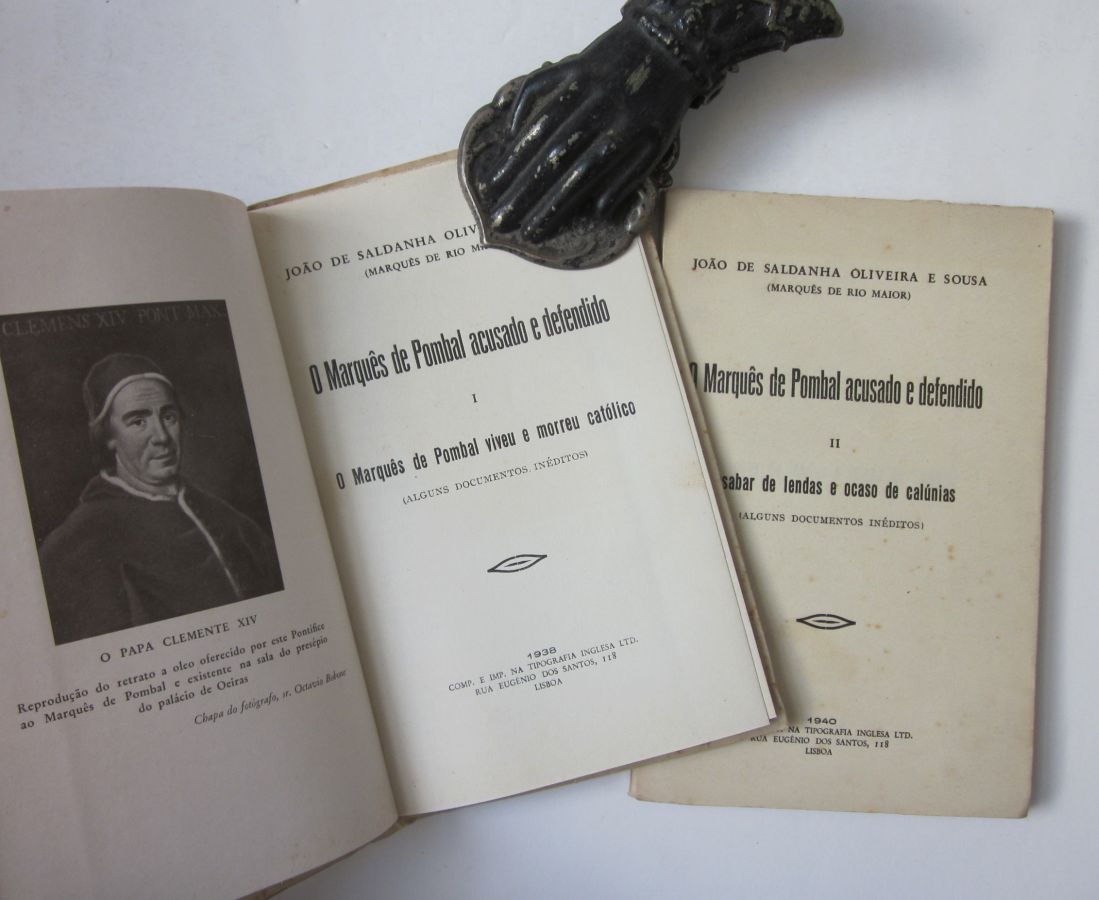 CLEMENS XIV PONT MAX.
O PAPA CLEMENTE XIV
Reprodução do retrato a oleo oferecido por este Pontífice
ao Marquês de Pombal e existente na sala do presépio
do palácio de Oeiras
Chapa do fotógrafo, sr. Octavio Bobone
JOÃO DE SALDANHA OLIV
(MARQUÊS DE RIO
O Marquês de Pombal acusado e defendido
I
O Marquês de Pombal viveu e morreu católico
(ALGUNS DOCUMENTOS INÉDITOS)
1938
COMP. E IMP. NA TIPOGRAFIA INGLESA LTD.
RUA EUGÉNIO DOS SANTOS, 118
LISBOA
JOÃO DE SALDANHA OLIVEIRA E SOUSA
(MARQUÊS DE RIO MAIOR)
O Marquês de Pombal acusado e defendido
II
sabar de lendas e ocaso de calúnias
(ALGUNS DOCUMENTOS INÉDITOS)
1940
NA TIPOGRAFIA INGLESA LTD.
RUA EUGÉNIO DOS SANTOS, 118
LISBOA